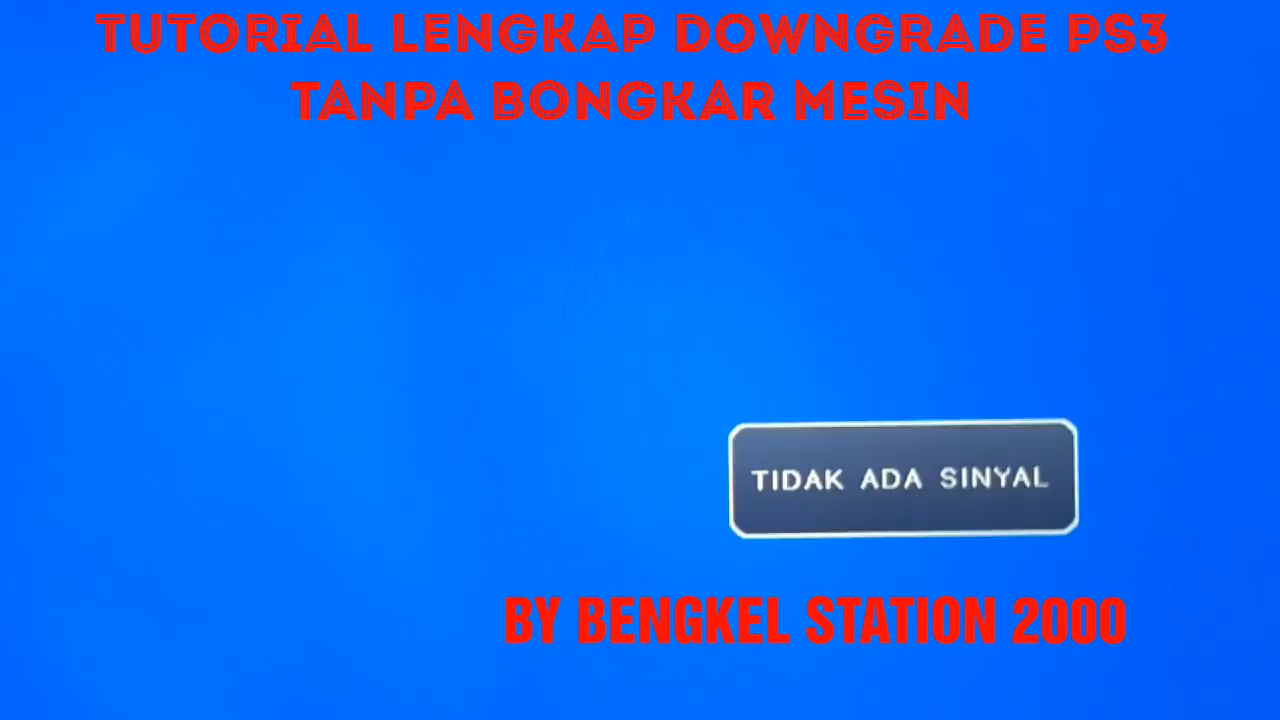 TUTORIAL LENGKAP DOWNGRADE PS3
TANPA BONGKAR MESIN
TIDAK ADA SINYAL
BY BENGKEL STATION 2000